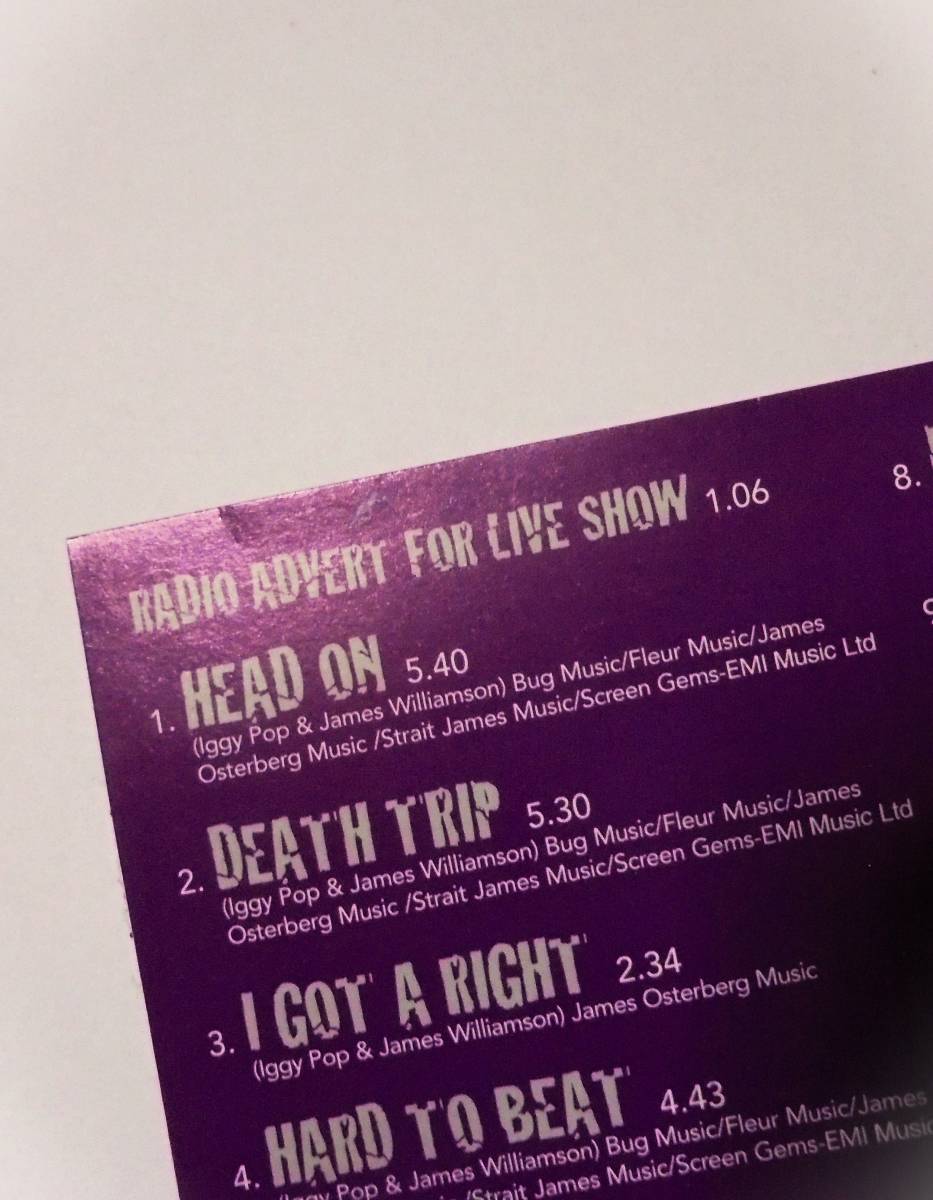 RADIO ADVERT FOR LIVE SHOW 1.06
1. HEAD ON 5.40
(Iggy Pop & James Williamson) Bug Music/Fleur Music/James
Osterberg Music /Strait James Music/Screen Gems-EMI Music Ltd
2. DEATH TRIP 5.30
(Iggy Pop & James Williamson) Bug Music/Fleur Music/James
Osterberg Music /Strait James Music/Screen Gems-EMI Music Ltd
3. I GOT A RIGHT 2.34
(Iggy Pop & James Williamson) James Osterberg Music
4. HARD TO BEAT 4.43
Pop & James Williamson) Bug Music/Fleur Music/James
/Strait James Music/Screen Gems-EMI Music
8.